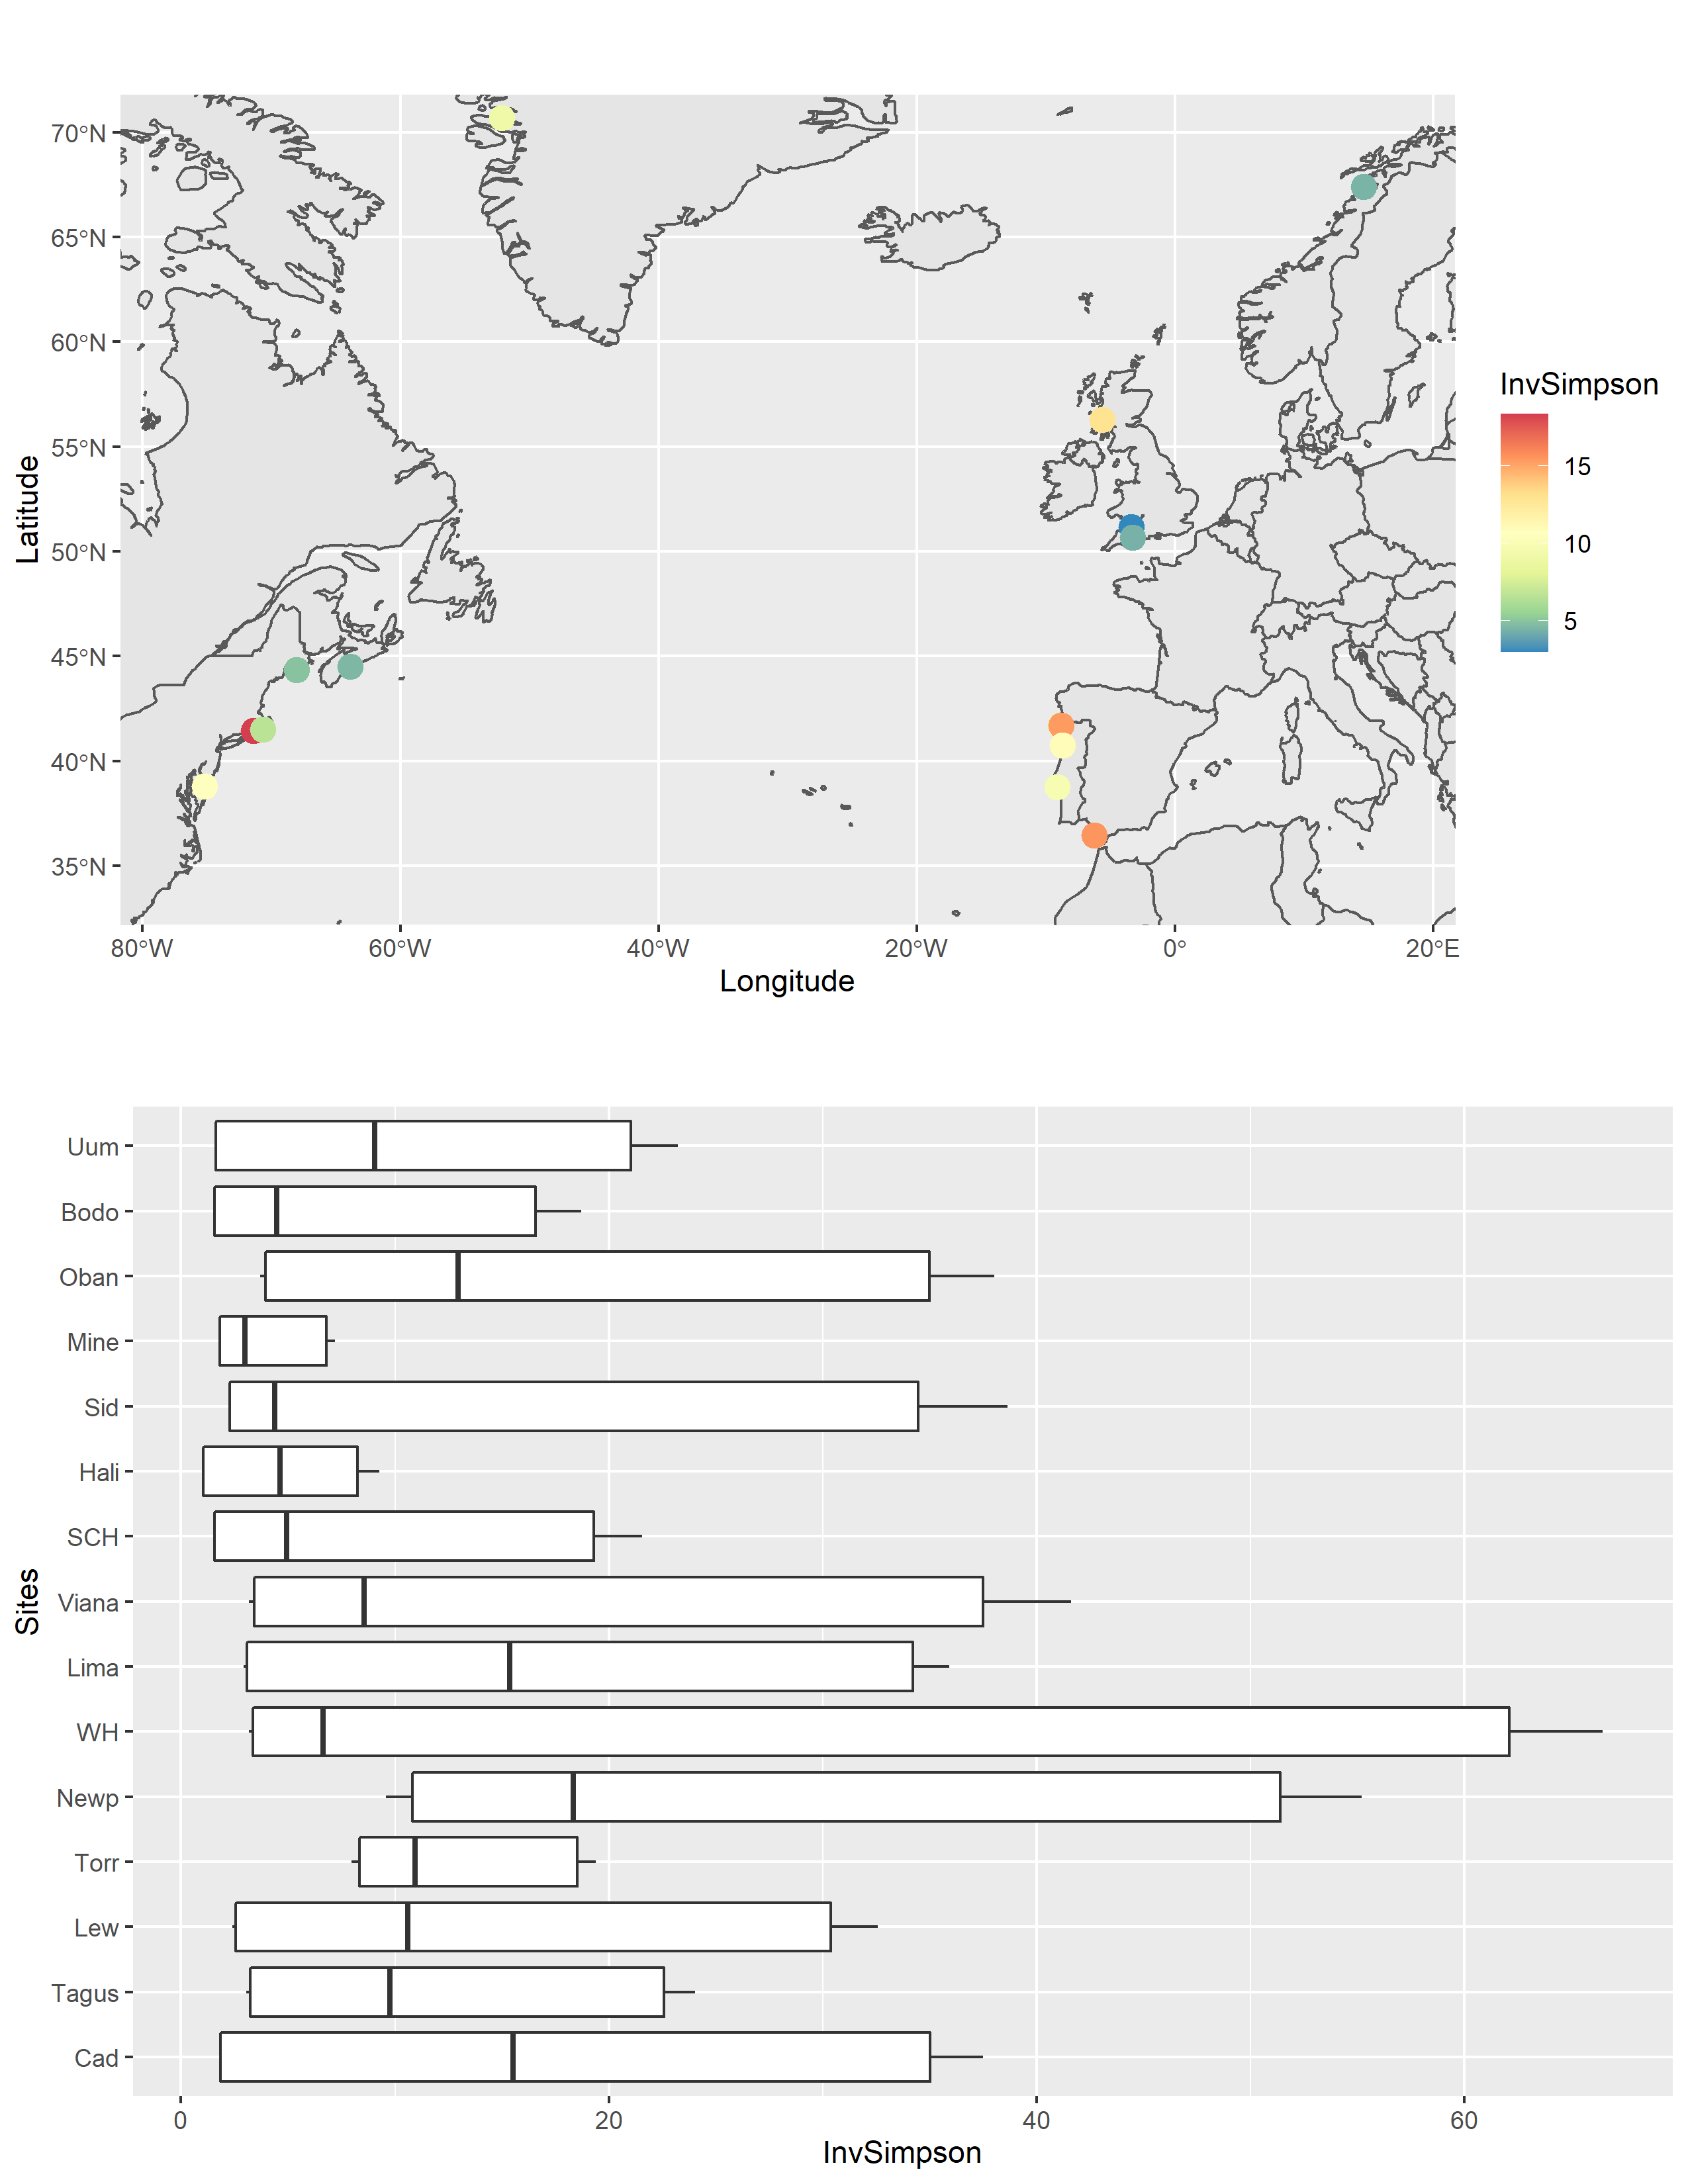 70°N
65°N
60°N
55°N
50°N
45°N
40°N
35°N
Latitude
80°W 60°W 40°W 20°W 0° 20°E
Longitude
InvSimpson
15
10
5
Uum
Bodo
Oban
Mine
Sid
Hali
SCH
Viana
Lima
WH
Newp
Torr
Lew
Tagus
Cad
Sites
0 20 40 60
InvSimpson